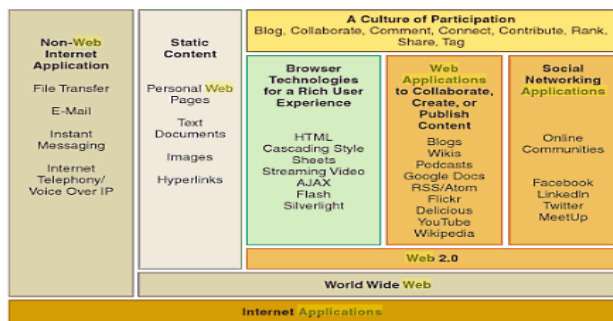 Non-Web
Internet
Application
File Transfer
E-Mail
Instant
Messaging
Internet
Telephony/
Voice Over IP
Static
Content
Personal Web
Pages
Text
Documents
Images
Hyperlinks
A Culture of Participation
Blog, Collaborate, Comment, Connect, Contribute, Rank,
Share, Tag
Browser
Technologies
for a Rich User
Experience
HTML
Cascading Style
Sheets
Streaming Video
AJAX
Flash
Silverlight
Web
Applications
to Collaborate,
Create, or
Publish
Content
Blogs
Wikis
Podcasts
Google Docs
RSS/Atom
Flickr
Delicious
YouTube
Wikipedia
Social
Networking
Applications
Online
Communities
Facebook
LinkedIn
Twitter
MeetUp
Web 2.0
World Wide Web
Internet Applications